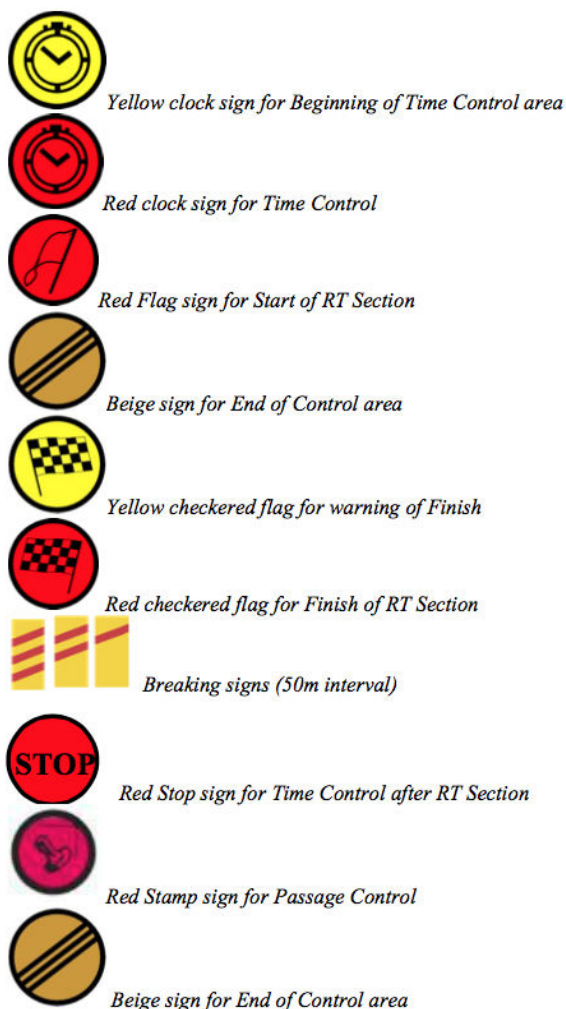 Yellow clock sign for Beginning of Time Control area
Red clock sign for Time Control
Red Flag sign for Start of RT Section
Beige sign for End of Control area
Yellow checkered flag for warning of Finish
Red checkered flag for Finish of RT Section
Breaking signs (50m interval)
STOP
Red Stop sign for Time Control after RT Section
Red Stamp sign for Passage Control
Beige sign for End of Control area